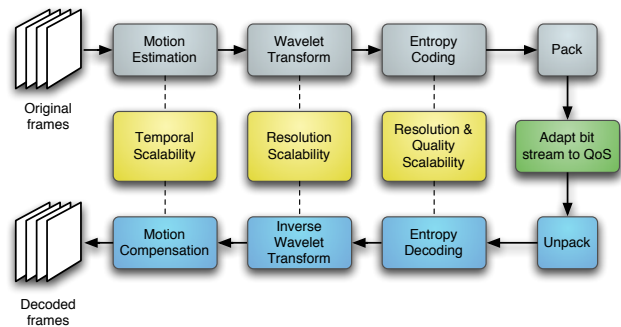 Original
frames
Motion
Estimation
Wavelet
Transform
Entropy
Coding
Pack
Temporal
Scalability
Resolution
Scalability
Resolution &
Quality
Scalability
Adapt bit
stream to QoS
Decoded
frames
Motion
Compensation
Inverse
Wavelet
Transform
Entropy
Decoding
Unpack